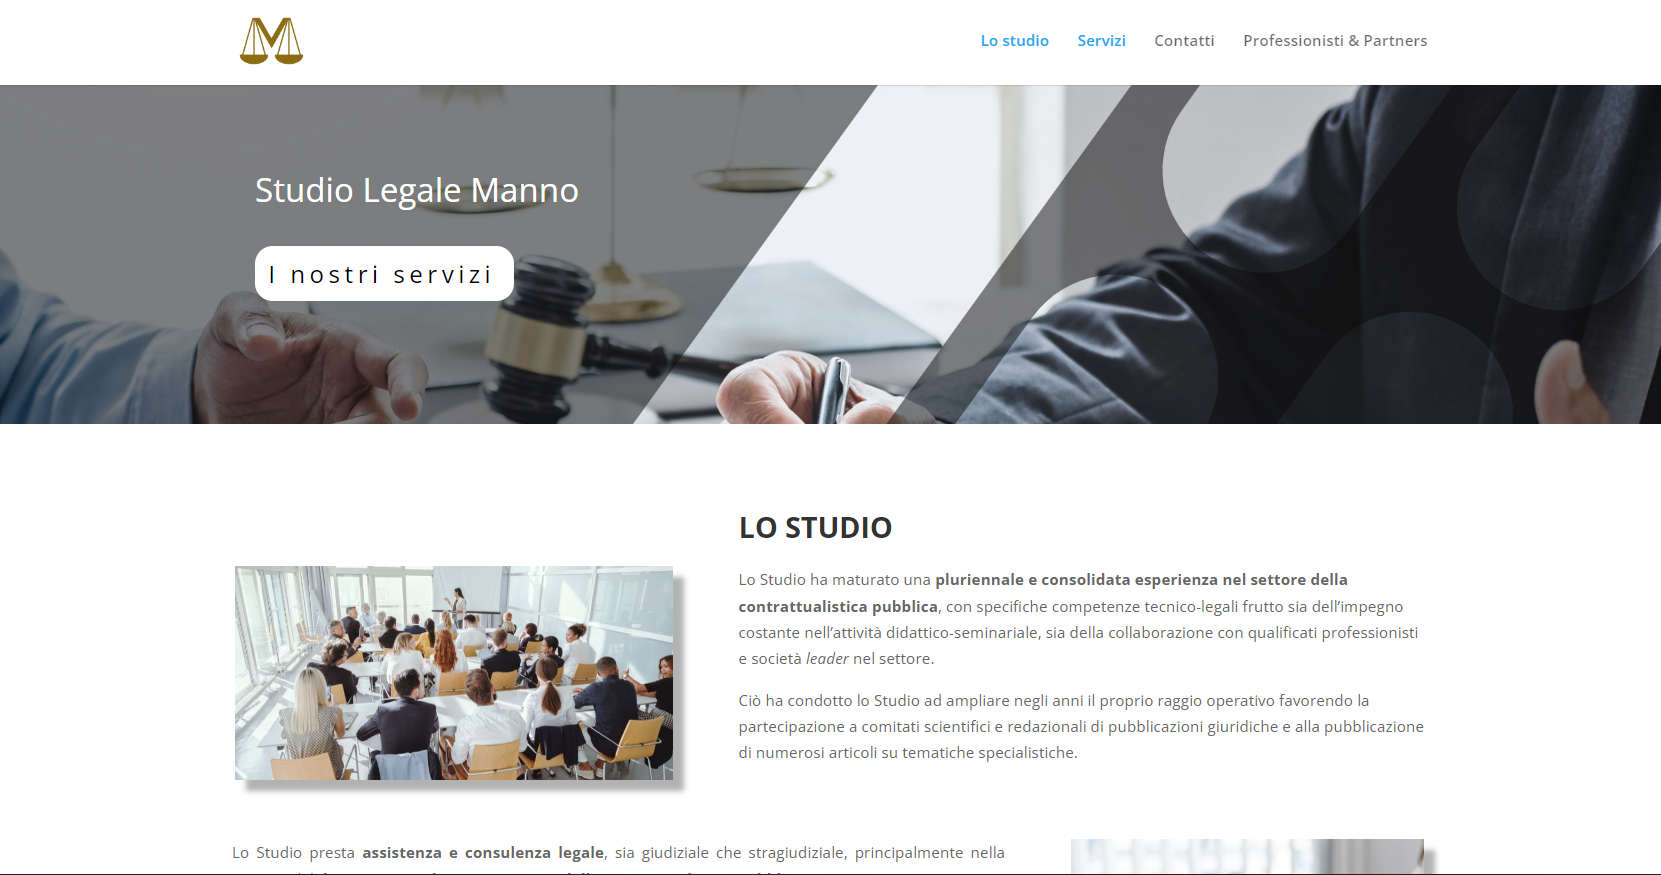 M
Lo studio Servizi Contatti Professionisti & Partners
Studio Legale Manno
I nostri servizi
LO STUDIO
Lo Studio ha maturato una pluriennale e consolidata esperienza nel settore della
contrattualistica pubblica, con specifiche competenze tecnico-legali frutto sia dell’impegno
costante nell’attività didattico-seminariale, sia della collaborazione con qualificati professionisti
e società leader nel settore.
Ciò ha condotto lo Studio ad ampliare negli anni il proprio raggio operativo favorendo la
partecipazione a comitati scientifici e redazionali di pubblicazioni giuridiche e alla pubblicazione
di numerosi articoli su tematiche specialistiche.
Lo Studio presta assistenza e consulenza legale, sia giudiziale che stragiudiziale, principalmente nella